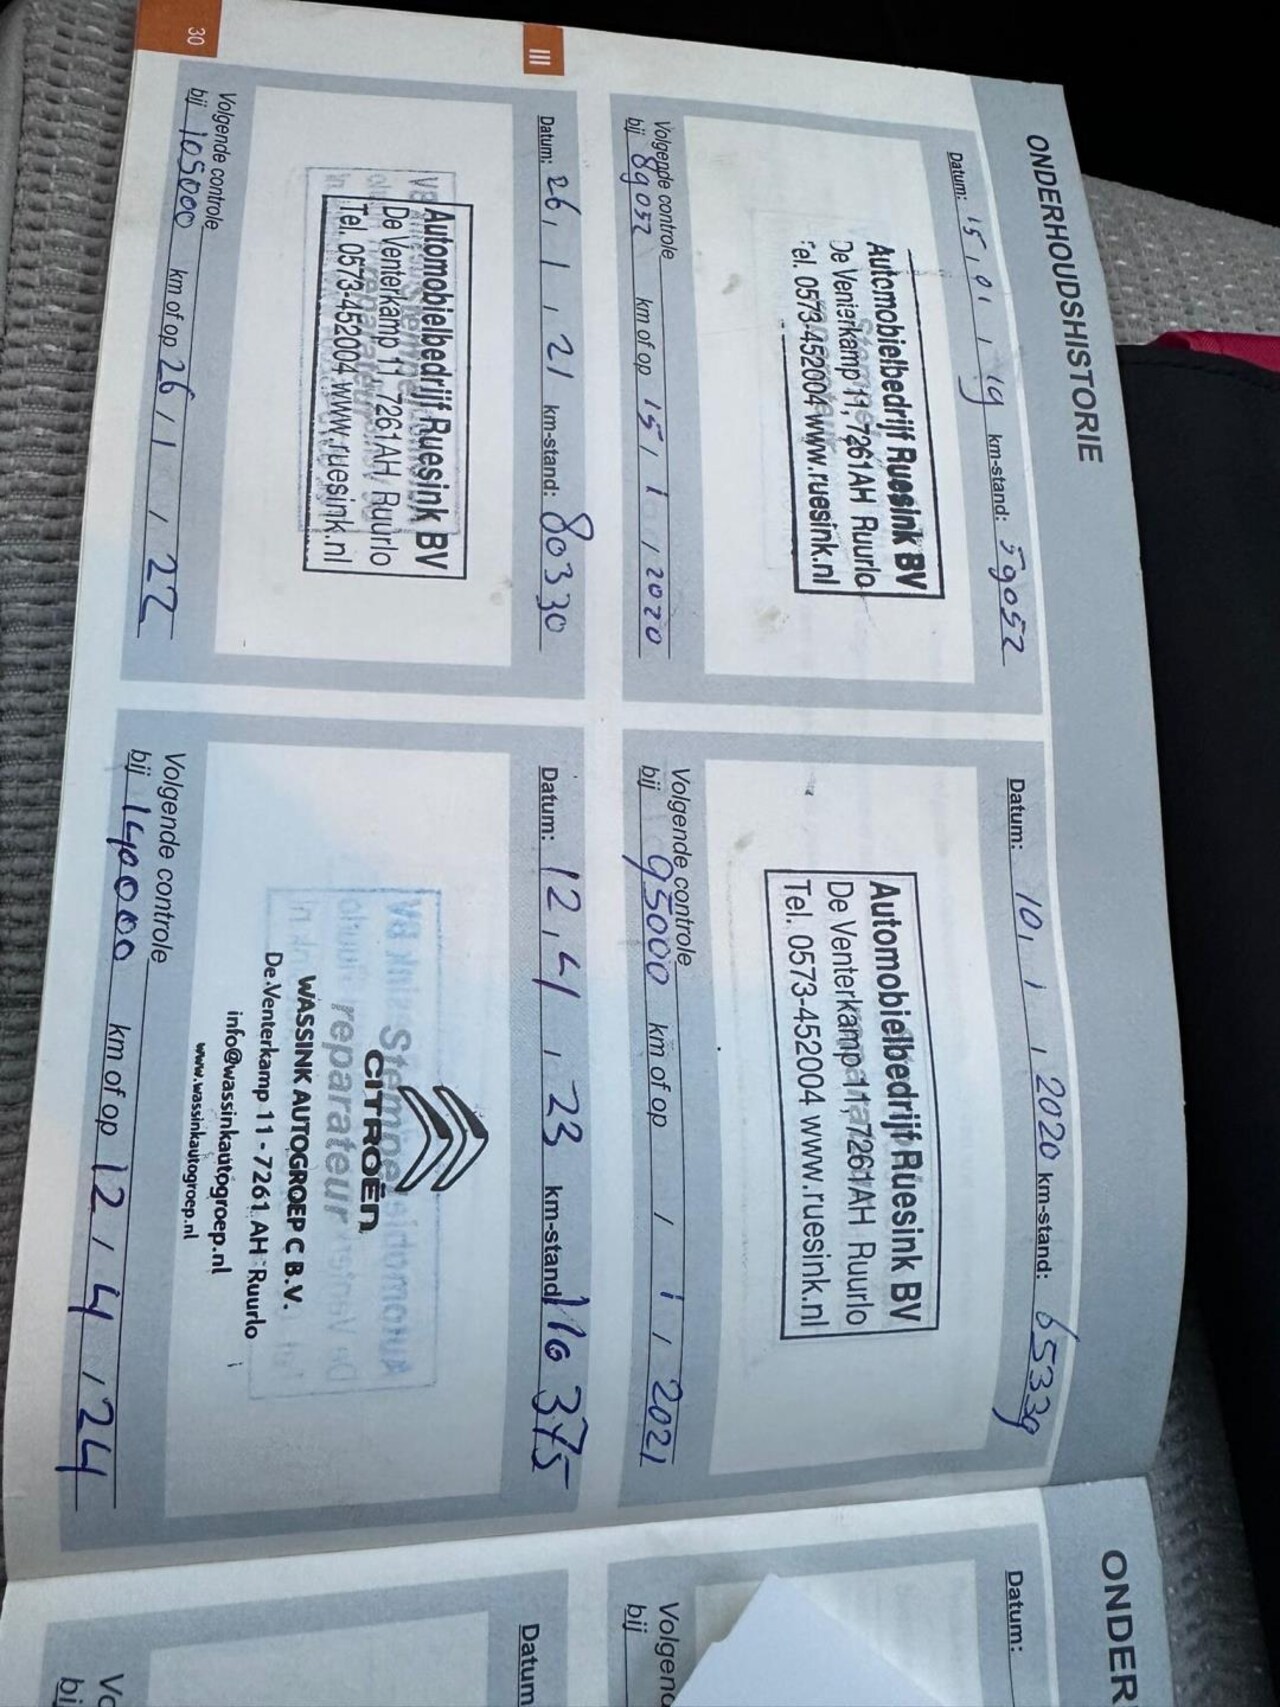 ONDERHOUDSHISTORIE
Datum: 15, 01, 19 km-stand: 59052
Automobielbedrijf Ruesink BV
De Venterkamp 11, 7261AH Ruurlo
Tel. 0573-452004 www.ruesink.nl
Volgende controle
bij 89052 km of op 15, 1, 2020
Datum: 10, 1, 2020 km-stand: 65339
Automobielbedrijf Ruesink BV
De Venterkamp 11, 7261AH Ruurlo
Tel. 0573-452004 www.ruesink.nl
Volgende controle
bij 95000 km of op 1, 1, 2021
III
Datum: 26, 1, 21 km-stand: 80330
Automobielbedrijf Ruesink BV
De Venterkamp 11 7261AH Ruurlo
Tel. 0573-452004 www.ruesink.nl
Volgende controle
bij 105000 km of op 26, 1, 22
Datum: 12, 4, 23 km-stand: 110375
CITROËN
reparateur
WASSINK AUTOGROEP C B.V.
De Venterkamp 11 - 7261 AH Ruurlo
info@wassinkautogroep.nl
www.wassinkautogroep.nl
Volgende controle
bij 140000 km of op 12, 4, 24
30
ONDER
Datum:
Volgend
bij
Datum
Vo
bij